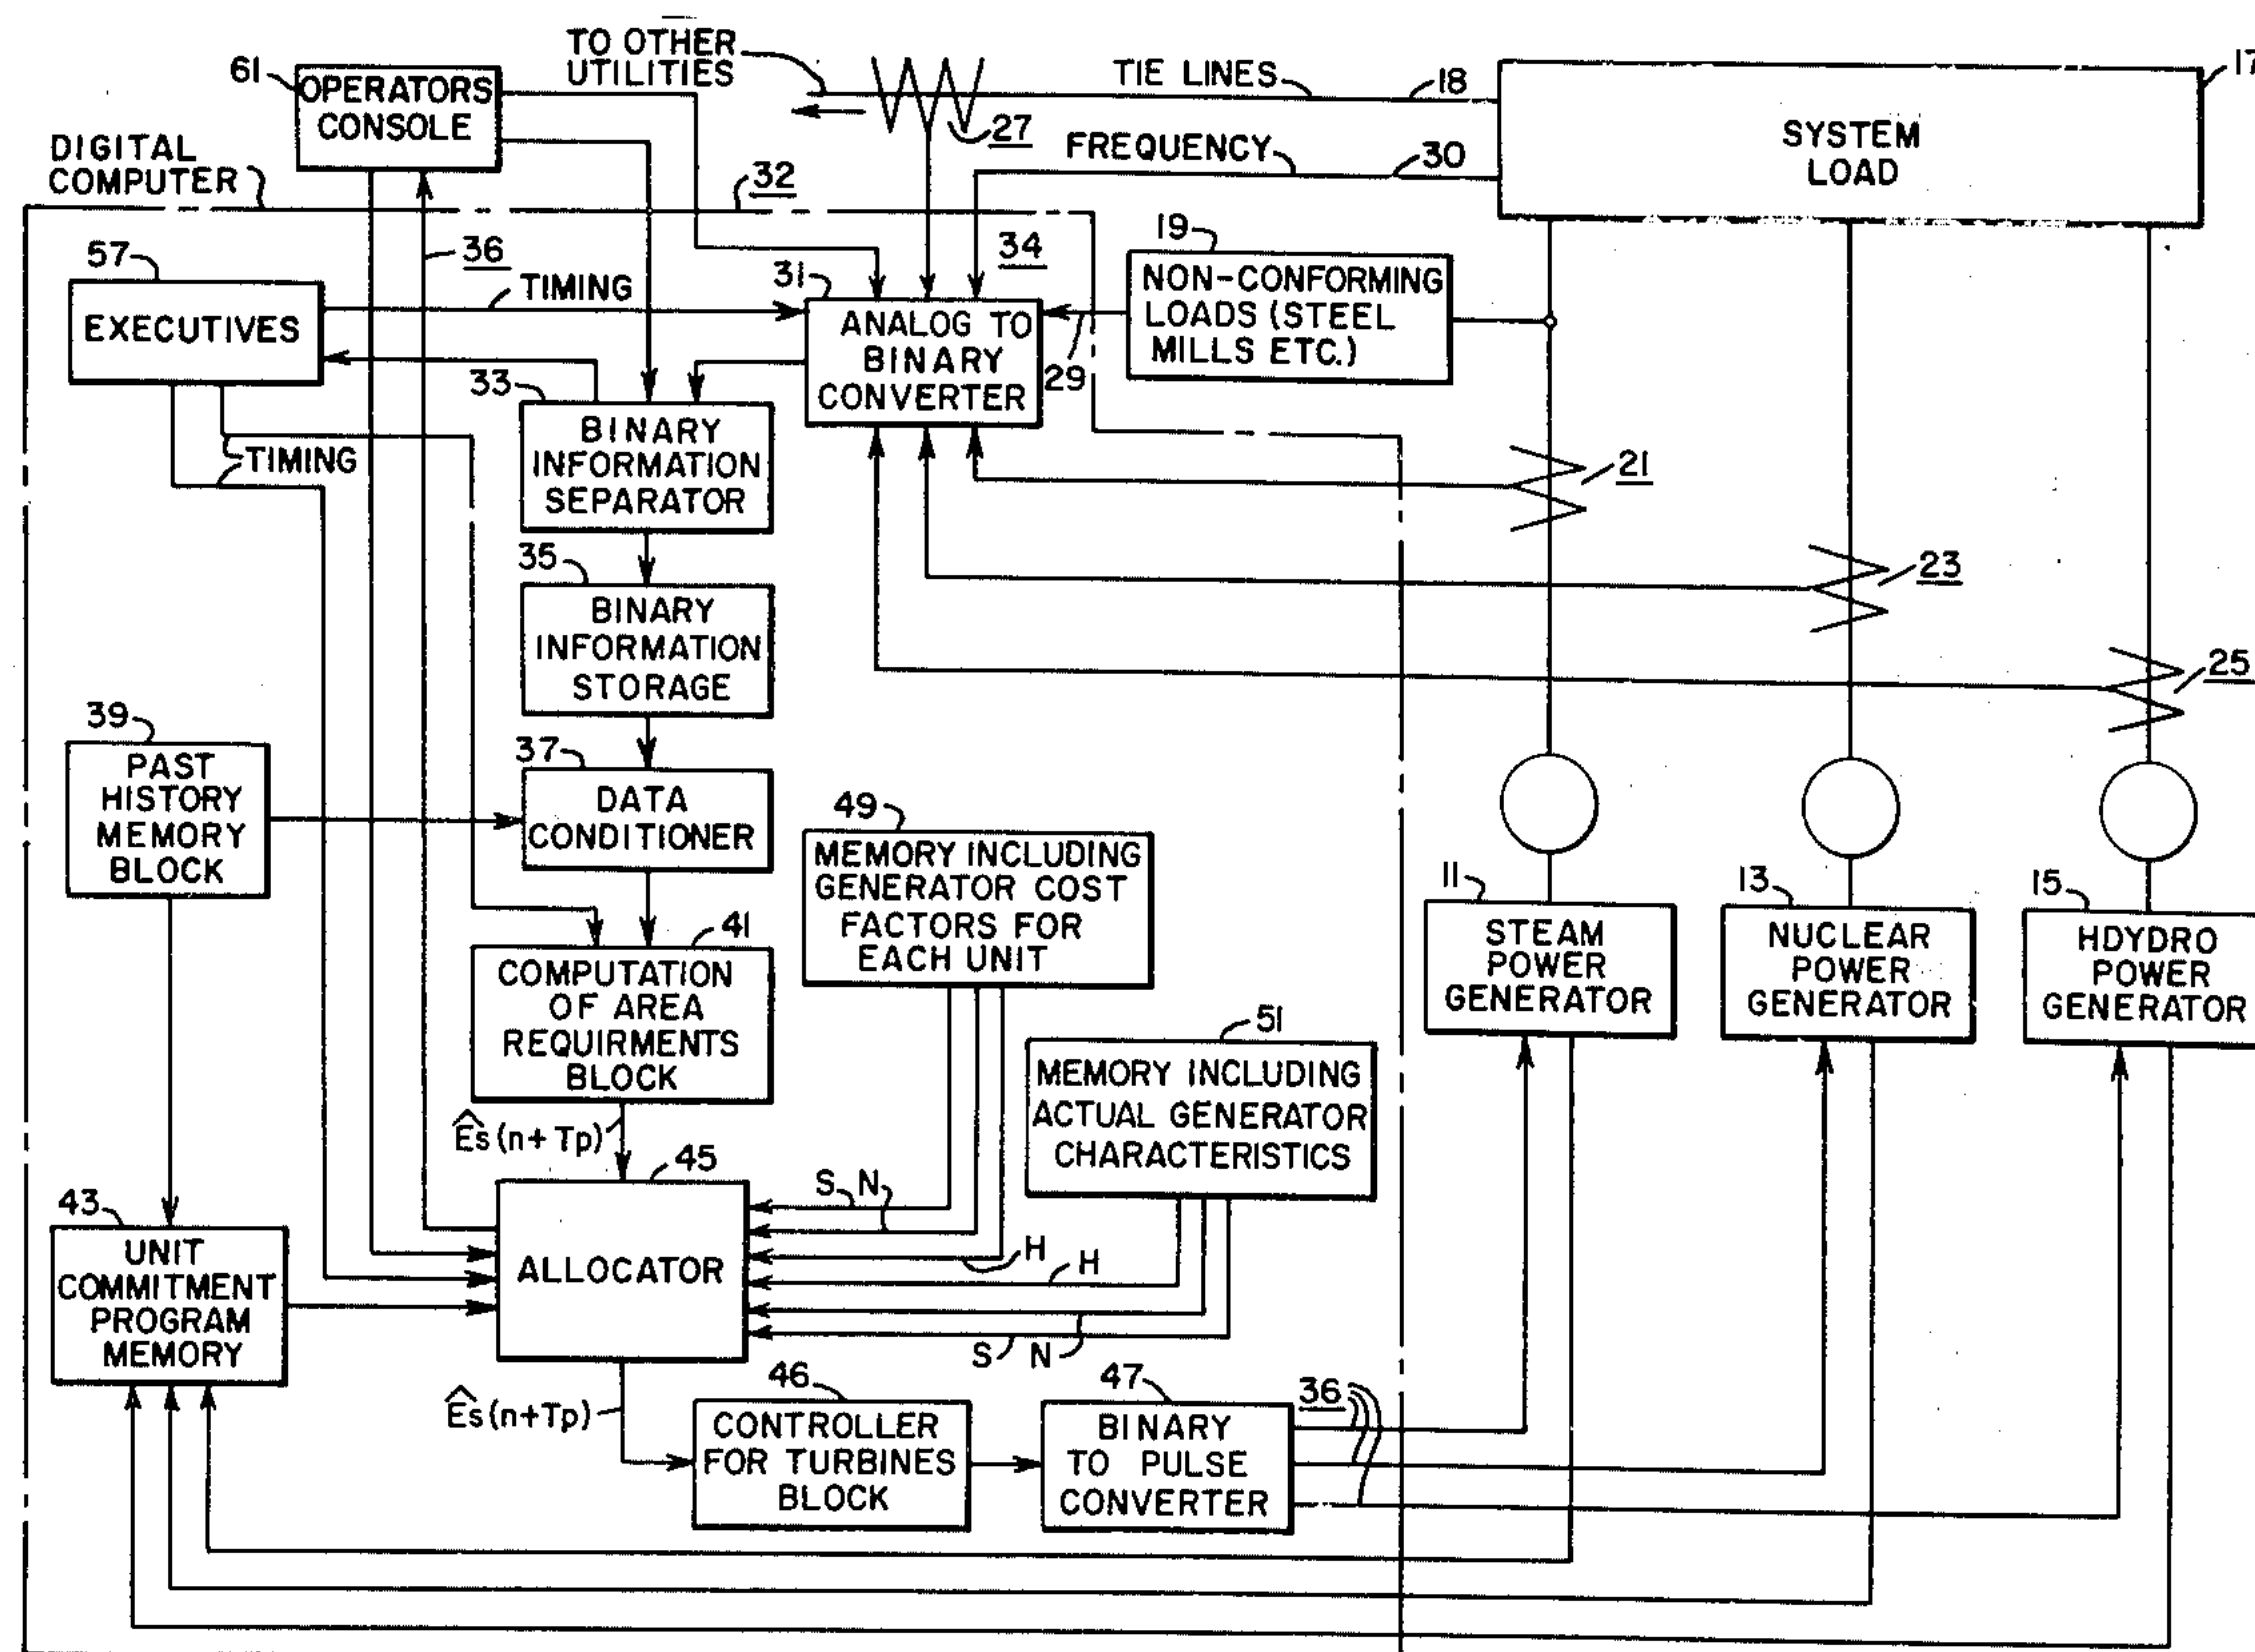 TO OTHER
UTILITIES
TIE LINES
18
17
61
OPERATORS
CONSOLE
27
SYSTEM
LOAD
DIGITAL
COMPUTER
32
FREQUENCY
30
36
34
19
57
EXECUTIVES
TIMING
31
ANALOG TO
BINARY
CONVERTER
29
NON-CONFORMING
LOADS (STEEL
MILLS ETC.)
33
BINARY
INFORMATION
SEPARATOR
TIMING
21
23
25
35
BINARY
INFORMATION
STORAGE
39
PAST
HISTORY
MEMORY
BLOCK
37
DATA
CONDITIONER
49
MEMORY INCLUDING
GENERATOR COST
FACTORS FOR
EACH UNIT
11
STEAM
POWER
GENERATOR
13
NUCLEAR
POWER
GENERATOR
15
HDYDRO
POWER
GENERATOR
41
COMPUTATION
OF AREA
REQUIRMENTS
BLOCK
51
MEMORY INCLUDING
ACTUAL GENERATOR
CHARACTERISTICS
Ês(n+Tp)
45
ALLOCATOR
S N
H
H
S N
43
UNIT
COMMITMENT
PROGRAM
MEMORY
Ês(n+Tp)
46
CONTROLLER
FOR TURBINES
BLOCK
47
BINARY
TO PULSE
CONVERTER
36